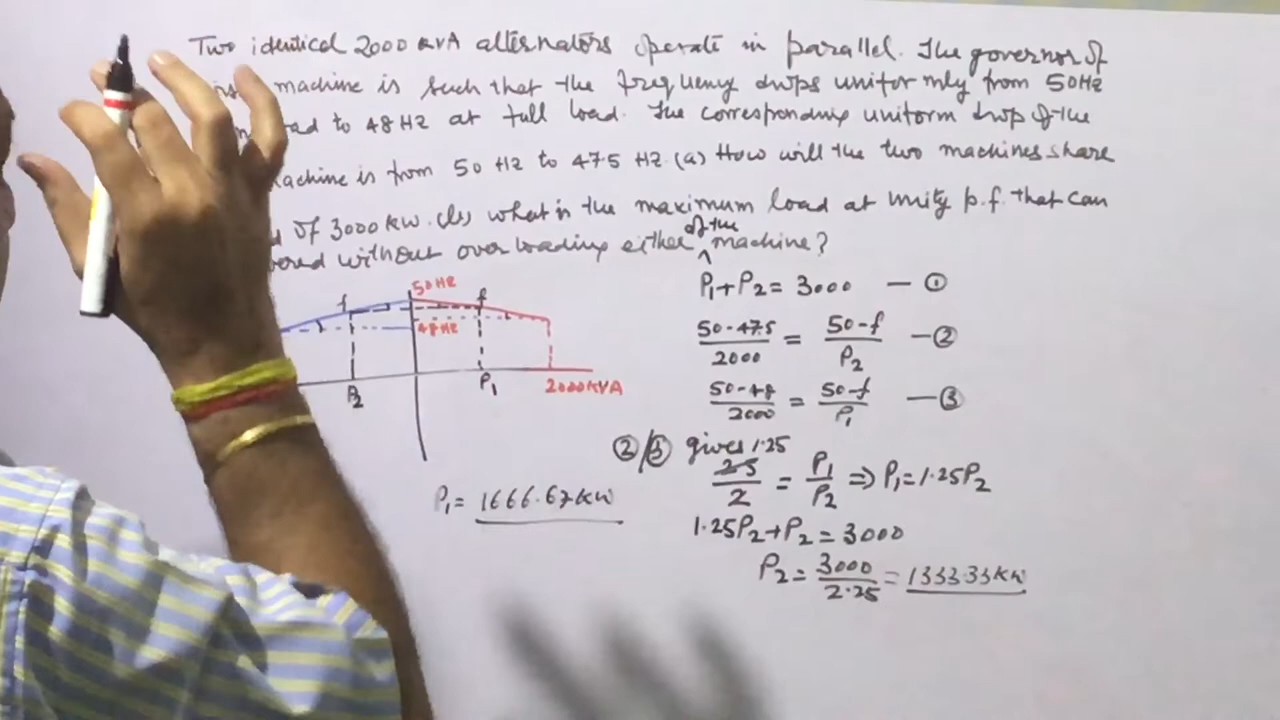 Two identical 2000 KVA alternators operate in parallel. The governor of
machine is such that the frequency drops uniformly from 50Hz
to 48HZ at full load. The corresponding uniform drop of the
machine is from 50 HZ to 47.5 HZ. (a) How will the two machines share
of 3000 kw. (b) what is the maximum load at unity p.f. that can
without over loading either of the machine?
50HZ
f
f
48HZ
P2
P1
2000KVA
P1+P2=3000 — ①
50-47.5/2000 = 50-f/P2 — ②
50-48/2000 = 50-f/P1 — ③
②/③ gives 1.25
2.5/2 = P1/P2 ⇒ P1=1.25P2
P1= 1666.67kw
1.25P2+P2=3000
P2= 3000/2.25 = 1333.33kw